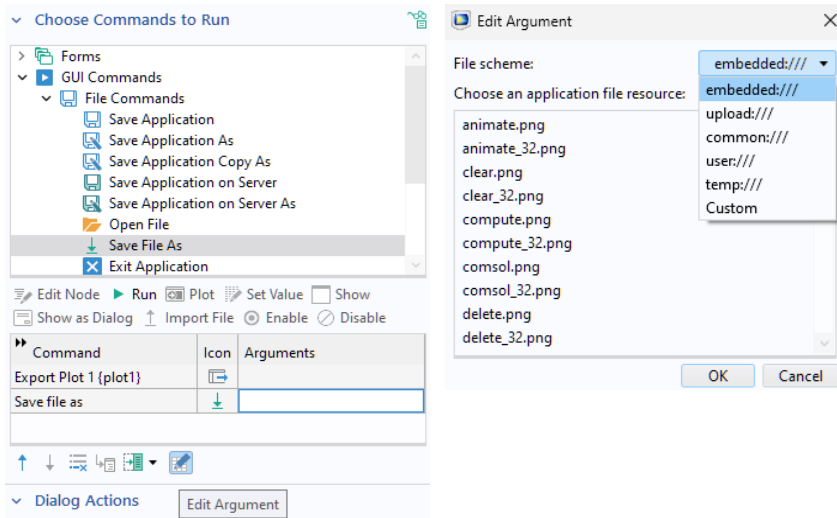 Choose Commands to Run
Forms
GUI Commands
File Commands
Save Application
Save Application As
Save Application Copy As
Save Application on Server
Save Application on Server As
Open File
Save File As
Exit Application
Edit Node Run Plot Set Value Show
Show as Dialog Import File Enable Disable
Command Icon Arguments
Export Plot 1 {plot1}
Save file as
Dialog Actions
Edit Argument
Edit Argument
File scheme: embedded:///
Choose an application file resource:
embedded:///
upload:///
common:///
user:///
temp:///
Custom
animate.png
animate_32.png
clear.png
clear_32.png
compute.png
compute_32.png
comsol.png
comsol_32.png
delete.png
delete_32.png
OK Cancel